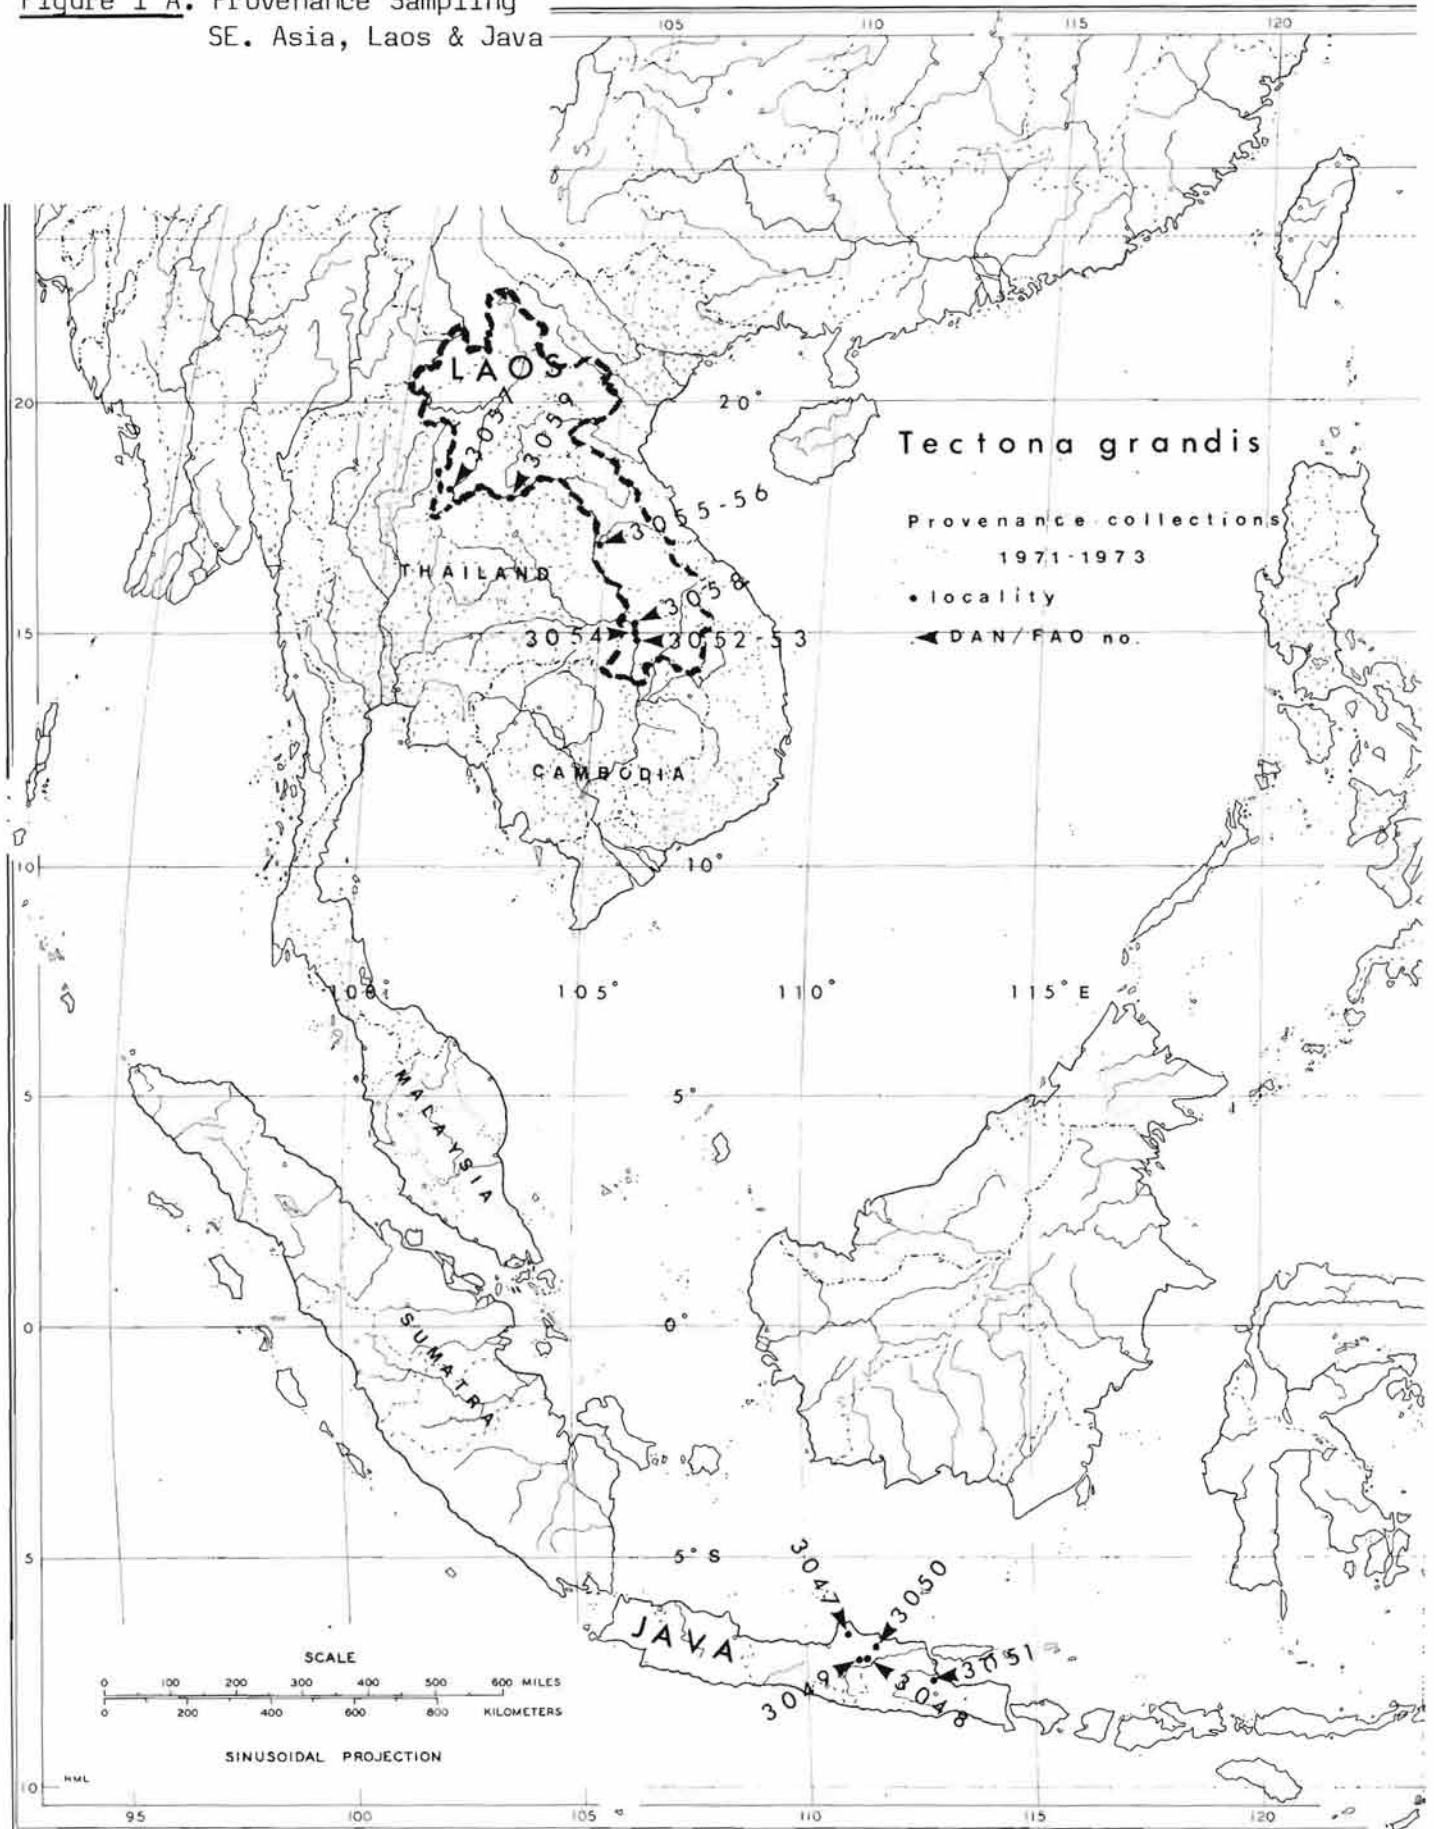 Figure 1 A. Provenance Sampling
SE. Asia, Laos & Java
105 110 115 120
LAOS
20 20°
3059
Tectona grandis
3055-56
Provenance collections
1971-1973
THAILAND
• locality
3058
15 3054 3052-53
◄ DAN/FAO no.
CAMBODIA
10 10°
105° 110° 115° E
MALAYSIA
5 5°
SUMATRA
0 0°
5 5° S
3047 3050
JAVA
3051
3049 3048
SCALE
0 100 200 300 400 500 600 MILES
0 200 400 600 800 KILOMETERS
SINUSOIDAL PROJECTION
HML
10
95 100 105 110 115 120